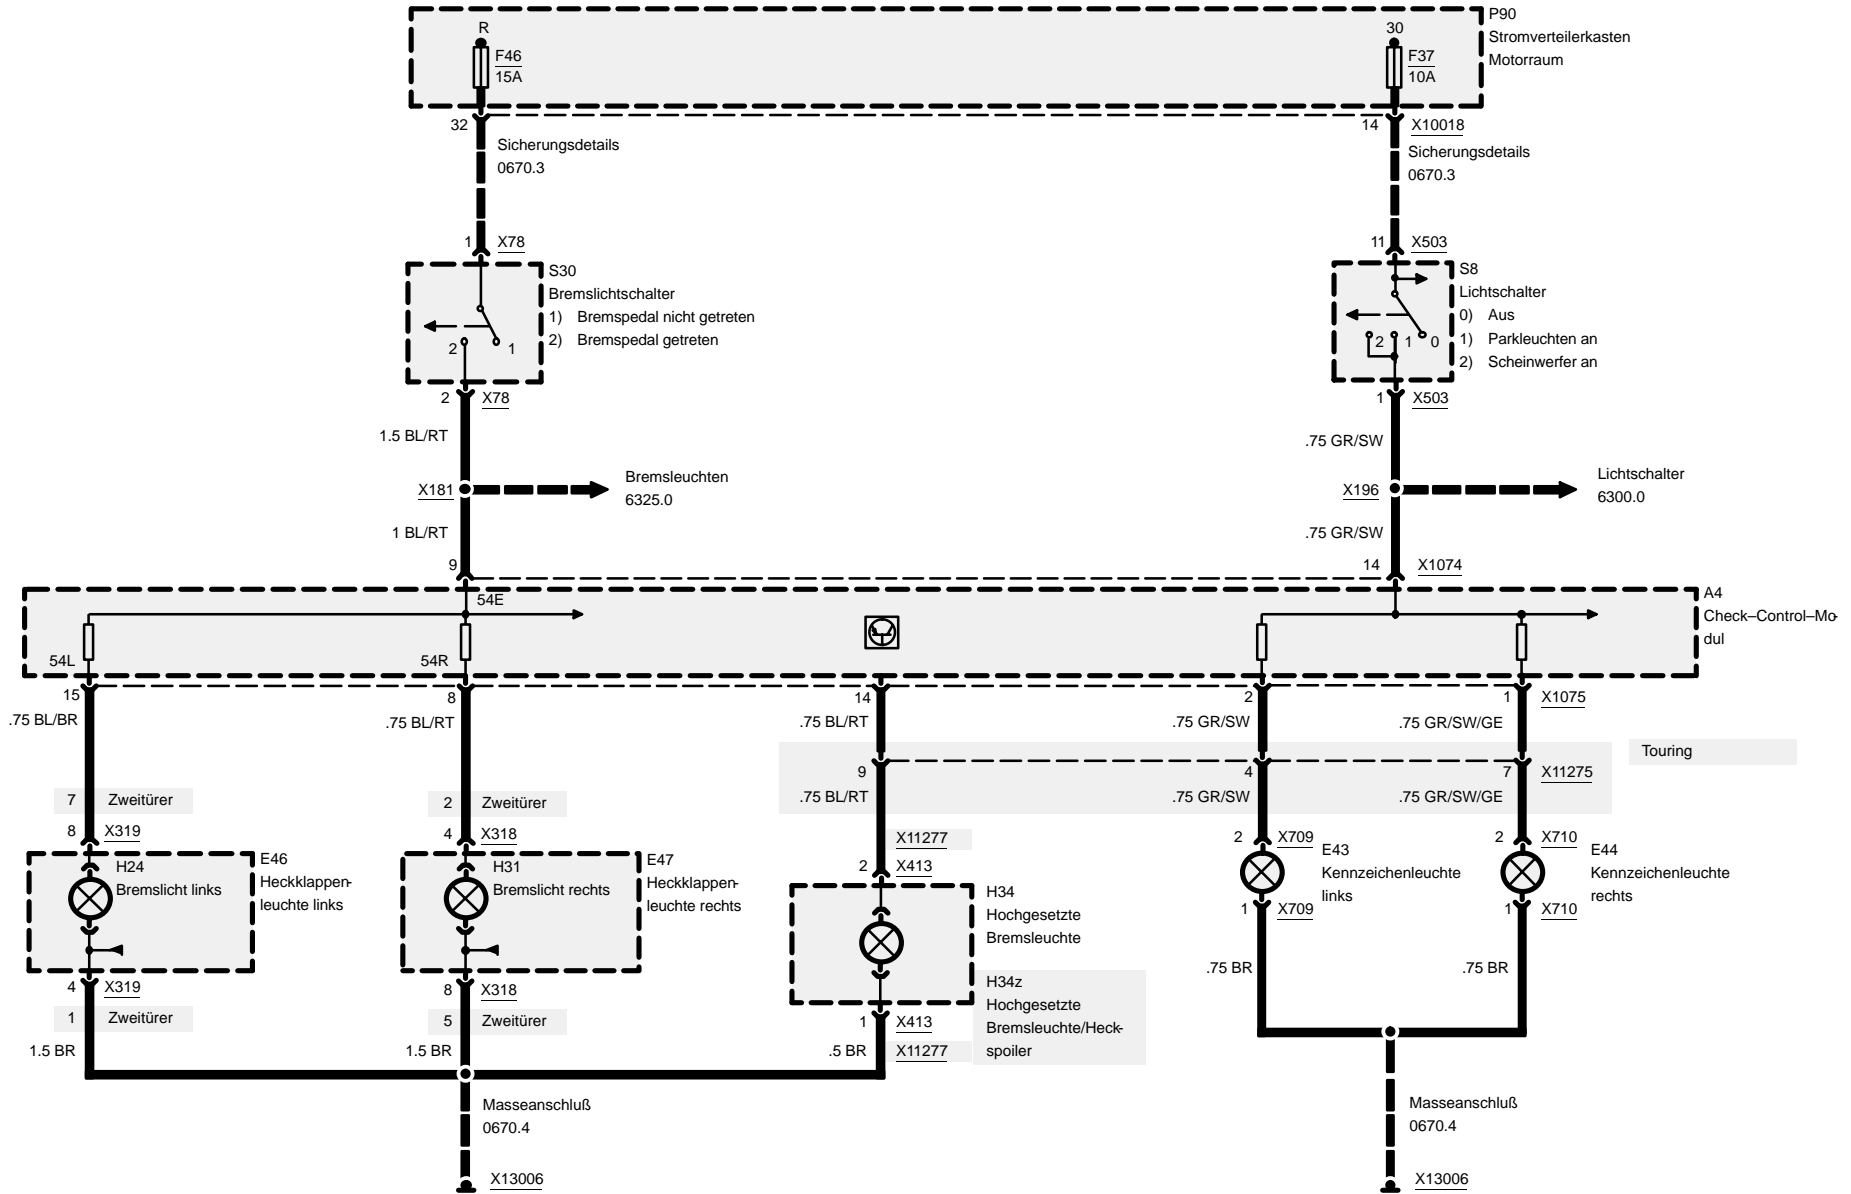 P90
Stromverteilerkasten
Motorraum
R
F46
15A
30
F37
10A
32
14
X10018
Sicherungsdetails
0670.3
Sicherungsdetails
0670.3
1
X78
11
X503
S30
Bremslichtschalter
1) Bremspedal nicht getreten
2) Bremspedal getreten
2
1
S8
Lichtschalter
0) Aus
1) Parkleuchten an
2) Scheinwerfer an
2
1
0
2
X78
1
X503
1.5 BL/RT
.75 GR/SW
X181
Bremsleuchten
6325.0
X196
Lichtschalter
6300.0
1 BL/RT
.75 GR/SW
9
14
X1074
54E
A4
Check–Control–Mo-
dul
54L
54R
15
8
14
2
1
X1075
.75 BL/BR
.75 BL/RT
.75 BL/RT
.75 GR/SW
.75 GR/SW/GE
Touring
9
4
7
X11275
.75 BL/RT
.75 GR/SW
.75 GR/SW/GE
7
Zweitürer
2
Zweitürer
8
X319
4
X318
X11277
2
X413
2
X709
2
X710
H24
Bremslicht links
E46
Heckklappen-
leuchte links
H31
Bremslicht rechts
E47
Heckklappen-
leuchte rechts
H34
Hochgesetzte
Bremsleuchte
E43
Kennzeichenleuchte
links
E44
Kennzeichenleuchte
rechts
1
X709
1
X710
.75 BR
.75 BR
4
X319
8
X318
H34z
Hochgesetzte
Bremsleuchte/Heck-
spoiler
1
Zweitürer
5
Zweitürer
1
X413
X11277
1.5 BR
1.5 BR
.5 BR
Masseanschluß
0670.4
Masseanschluß
0670.4
X13006
X13006